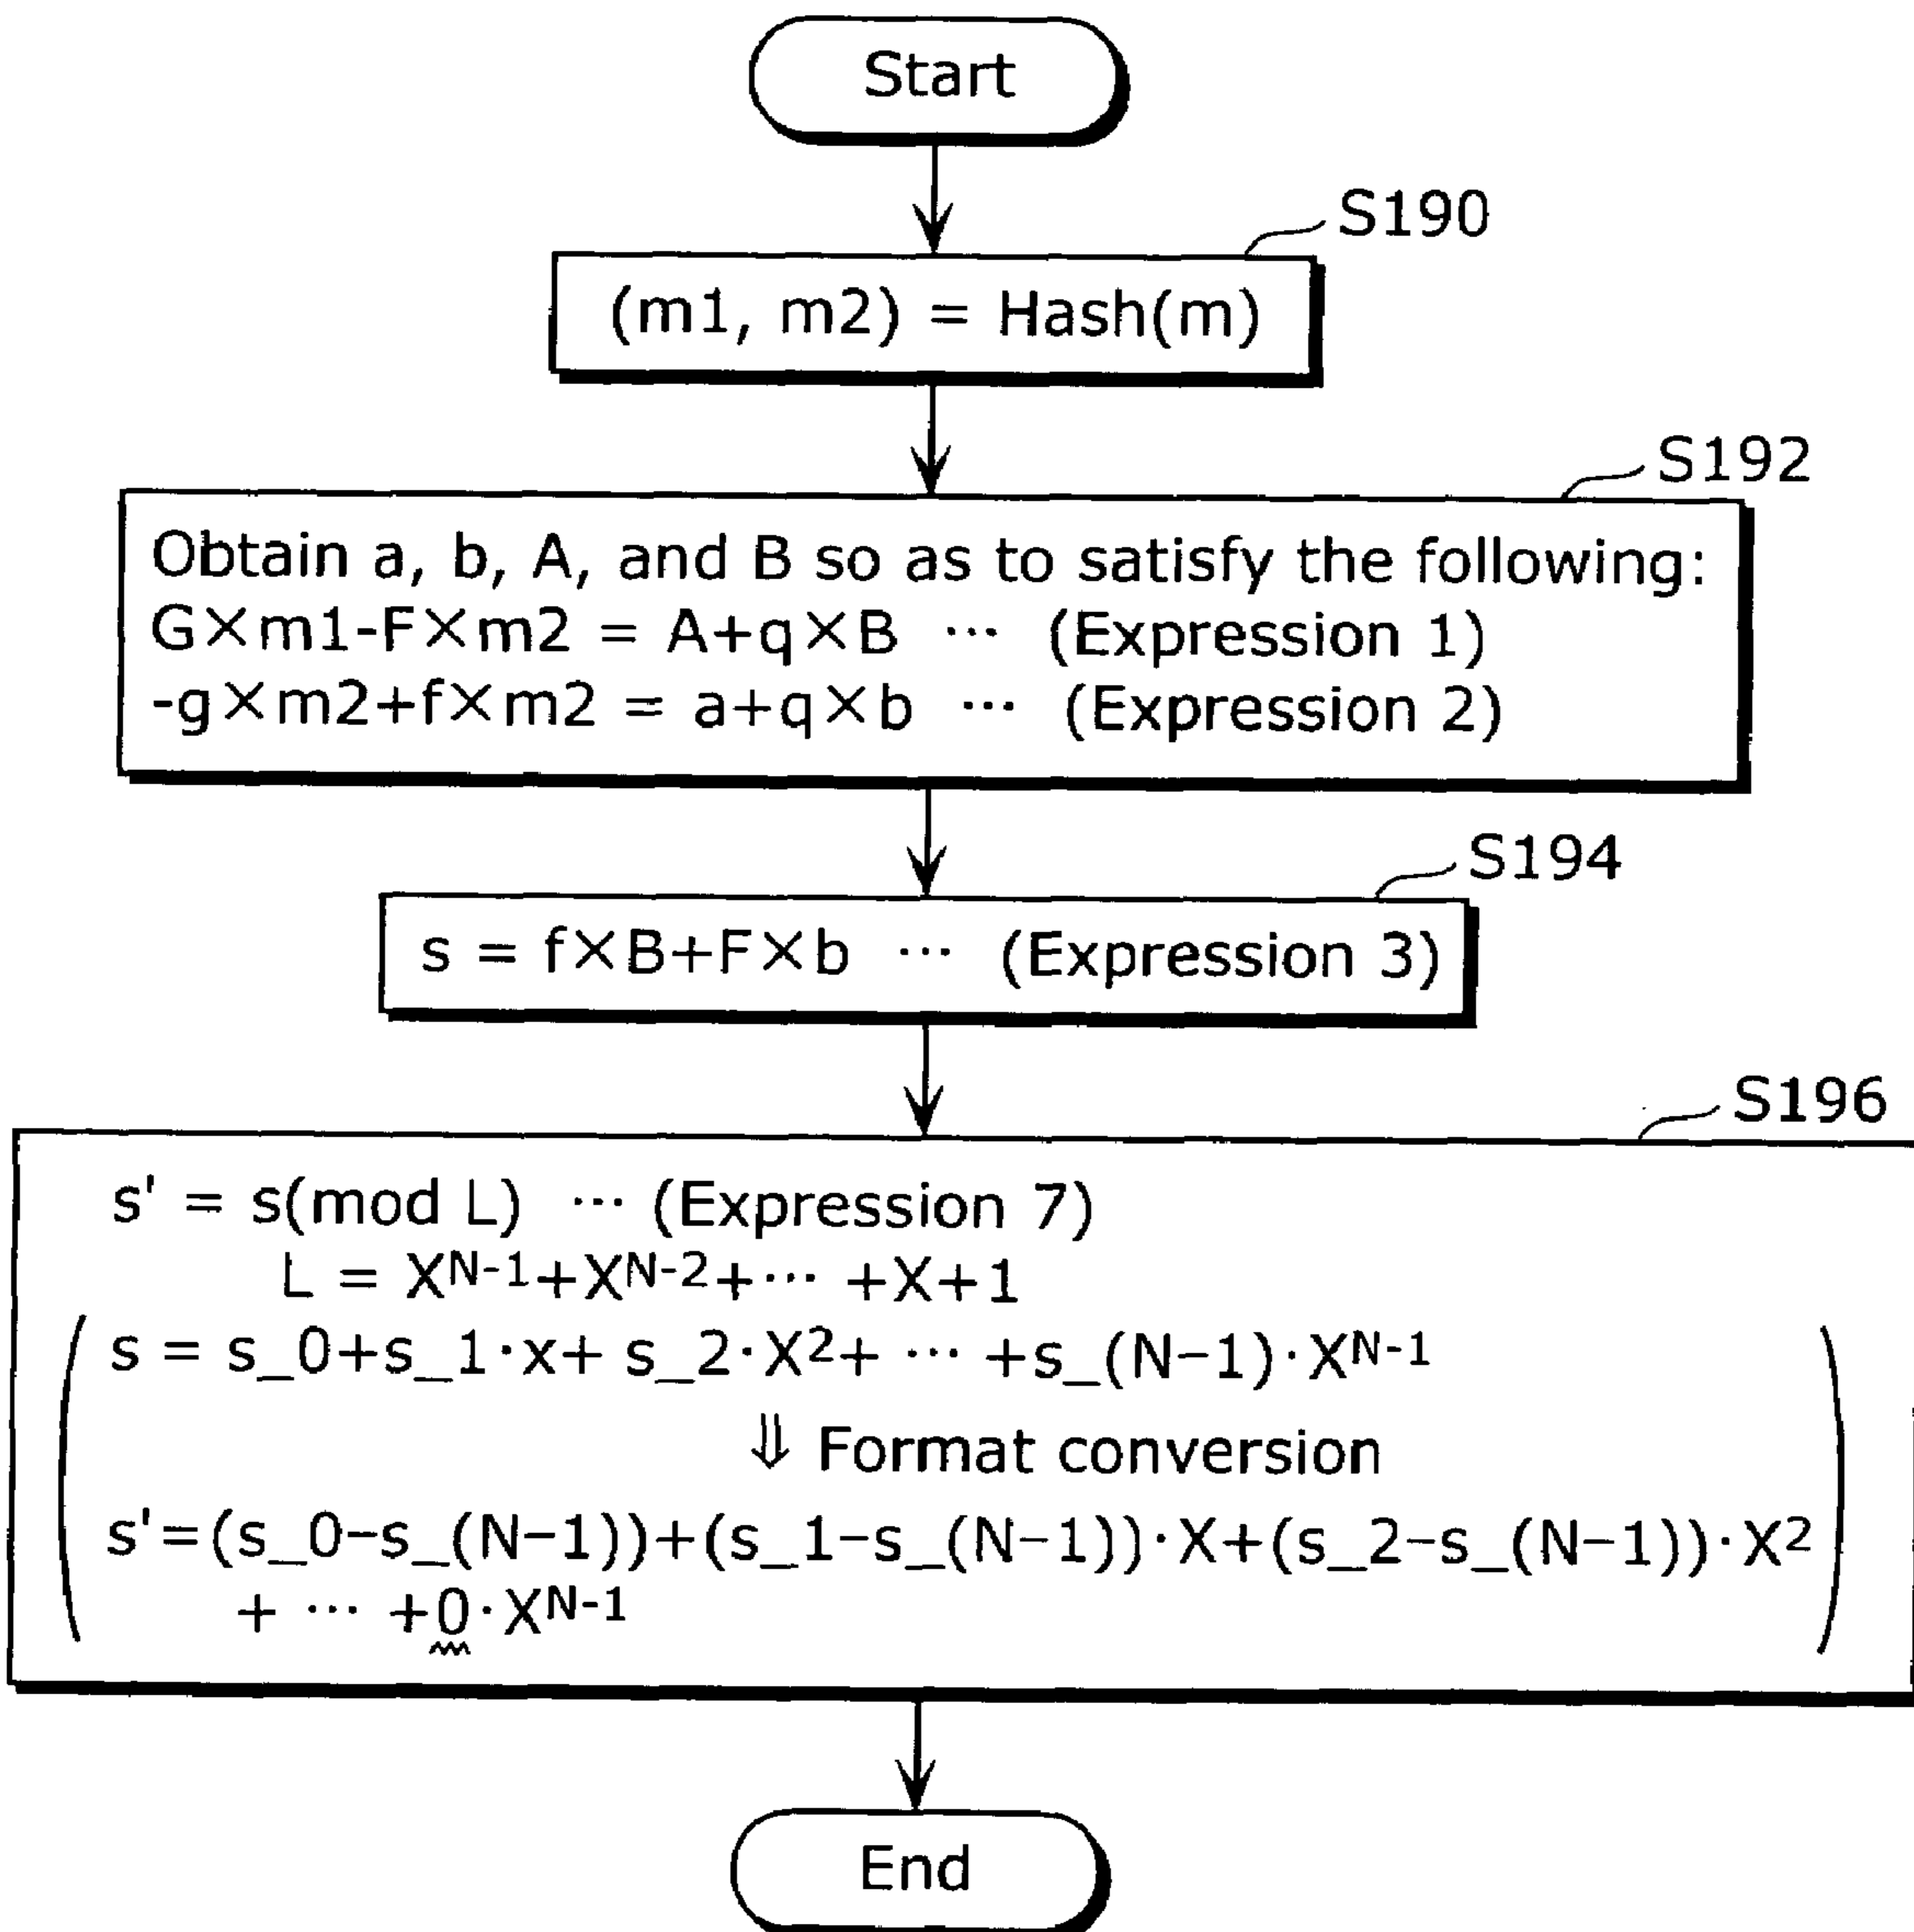 Start
S190
(m1, m2) = Hash(m)
S192
Obtain a, b, A, and B so as to satisfy the following:
G×m1-F×m2 = A+q×B ⋯ (Expression 1)
-g×m2+f×m2 = a+q×b ⋯ (Expression 2)
S194
s = f×B+F×b ⋯ (Expression 3)
S196
s' = s(mod L) ⋯ (Expression 7)
L = X^N-1+X^N-2+⋯ +X+1
s = s_0+s_1·x+ s_2·X²+ ⋯ +s_(N−1)·X^N-1
⇓ Format conversion
s'=(s_0−s_(N−1))+(s_1−s_(N−1))·X+(s_2−s_(N−1))·X²
+ ⋯ +0·X^N-1
End